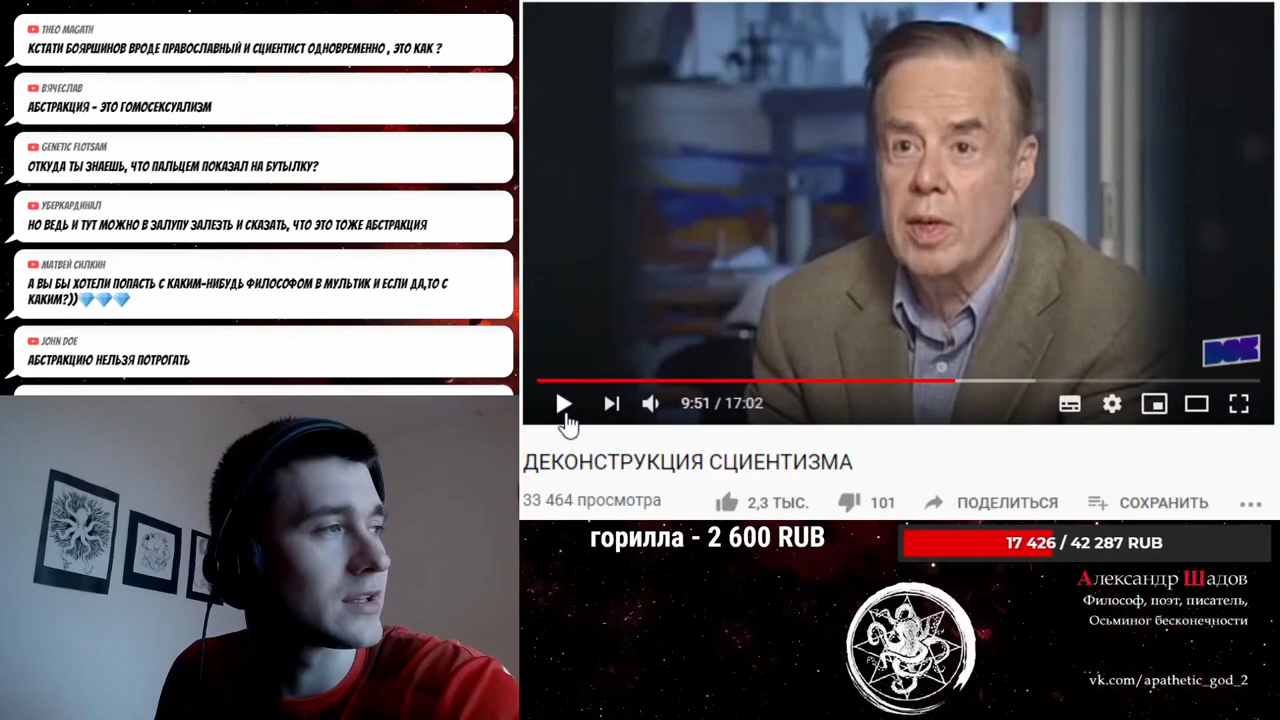 THEO MAGATH
КСТАТИ БОЯРШИНОВ ВРОДЕ ПРАВОСЛАВНЫЙ И СЦИЕНТИСТ ОДНОВРЕМЕННО , ЭТО КАК ?
ВЯЧЕСЛАВ
АБСТРАКЦИЯ - ЭТО ГОМОСЕКСУАЛИЗМ
GENETIC FLOTSAM
ОТКУДА ТЫ ЗНАЕШЬ, ЧТО ПАЛЬЦЕМ ПОКАЗАЛ НА БУТЫЛКУ?
УБЕРКАРДИНАЛ
НО ВЕДЬ И ТУТ МОЖНО В ЗАЛУПУ ЗАЛЕЗТЬ И СКАЗАТЬ, ЧТО ЭТО ТОЖЕ АБСТРАКЦИЯ
МАТВЕЙ СИЛКИН
А ВЫ БЫ ХОТЕЛИ ПОПАСТЬ С КАКИМ-НИБУДЬ ФИЛОСОФОМ В МУЛЬТИК И ЕСЛИ ДА,ТО С
КАКИМ?))💎💎💎
JOHN DOE
АБСТРАКЦИЮ НЕЛЬЗЯ ПОТРОГАТЬ
DOK
9:51 / 17:02
ДЕКОНСТРУКЦИЯ СЦИЕНТИЗМА
33 464 просмотра
2,3 ТЫС.
101
ПОДЕЛИТЬСЯ
СОХРАНИТЬ
горилла - 2 600 RUB
17 426 / 42 287 RUB
Александр Шадов
Философ, поэт, писатель,
Осьминог бесконечности
vk.com/apathetic_god_2